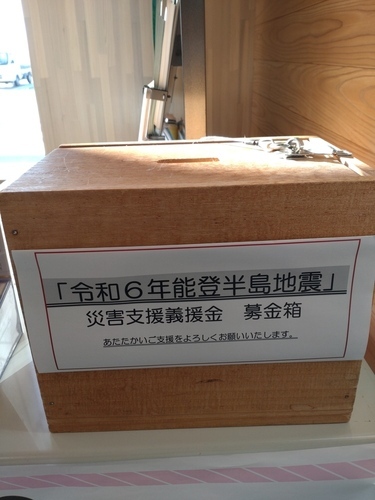 「令和6年能登半島地震」
災害支援義援金　募金箱
あたたかいご支援をよろしくお願いいたします。